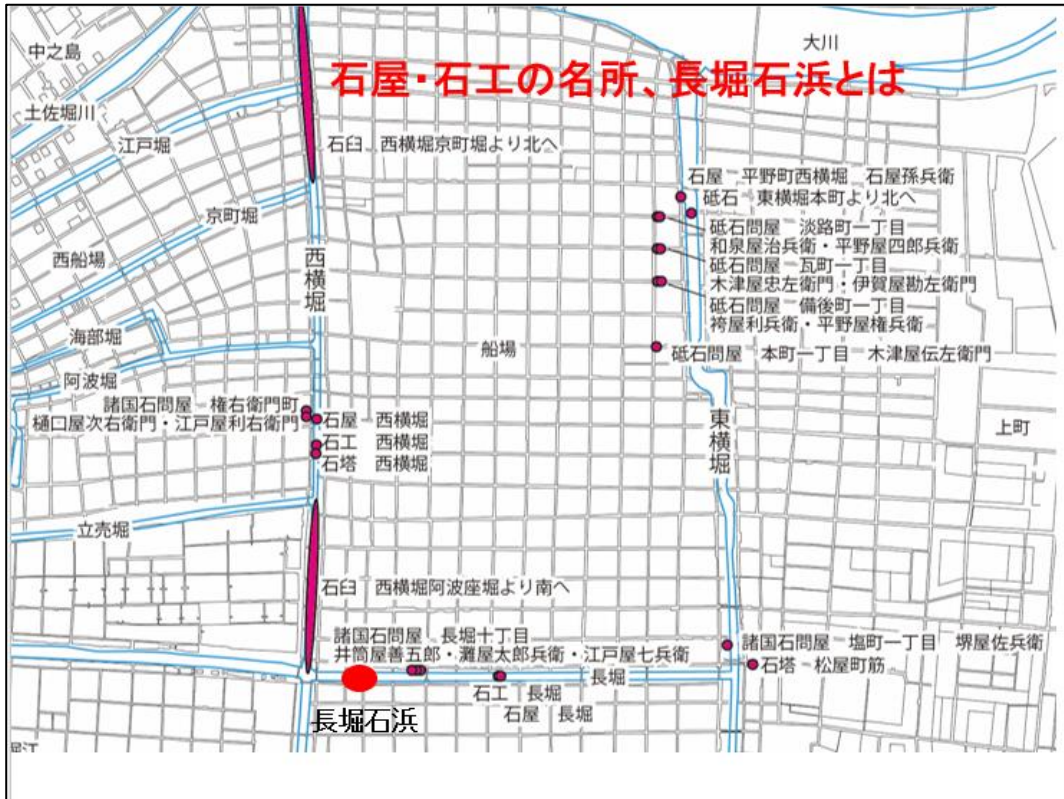 石屋・石工の名所、長堀石浜とは
大川
中之島
土佐堀川
江戸堀
石臼 西横堀京町堀より北へ
石屋 平野町西横堀 石屋孫兵衛
砥石 東横堀本町より北へ
京町堀
砥石問屋 淡路町一丁目
和泉屋治兵衛・平野屋四郎兵衛
西船場
西横堀
砥石問屋 瓦町一丁目
木津屋忠左衛門・伊賀屋勘左衛門
砥石問屋 備後町一丁目
袴屋利兵衛・平野屋権兵衛
海部堀
船場
砥石問屋 本町一丁目 木津屋伝左衛門
阿波堀
諸国石問屋 権右衛門町
樋口屋次右衛門・江戸屋利右衛門
石屋 西横堀
東横堀
上町
石工 西横堀
石塔 西横堀
立売堀
石臼 西横堀阿波座堀より南へ
諸国石問屋 長堀十丁目
井筒屋善五郎・灘屋太郎兵衛・江戸屋七兵衛
諸国石問屋 塩町一丁目 堺屋佐兵衛
石塔 松屋町筋
長堀
石工 長堀
石屋 長堀
長堀石浜